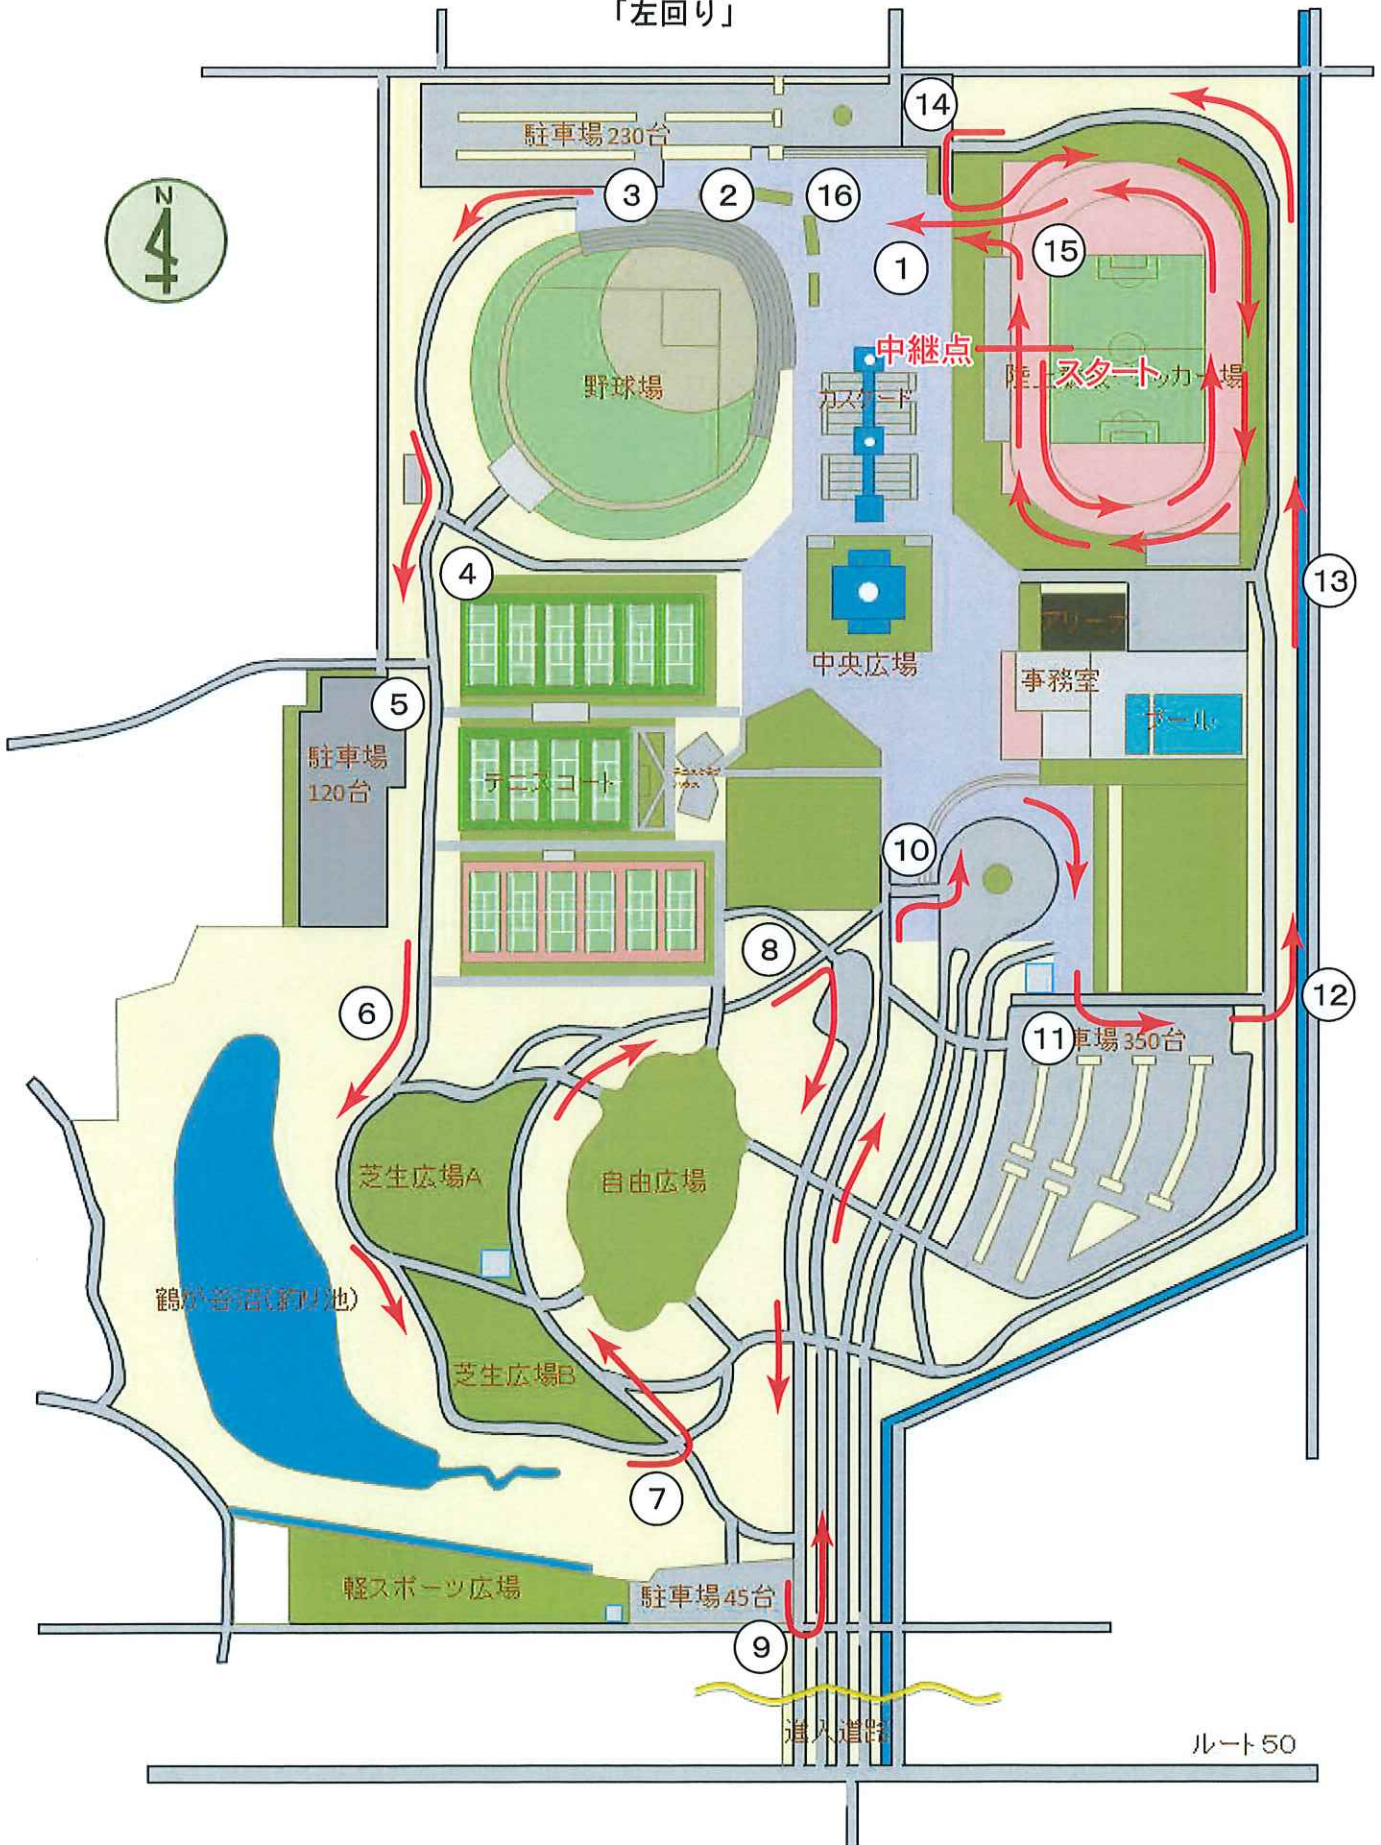 「左回り」
駐車場230台
14
N
3
2
16
15
1
中継点
スタート
野球場
カスケード
4
13
中央広場
アリーナ
事務室
プール
5
駐車場
120台
テニスコート
10
8
6
12
11
車場350台
芝生広場A
自由広場
鶴が谷沼(釣り池)
芝生広場B
7
軽スポーツ広場
駐車場45台
9
進入道路
ルート50